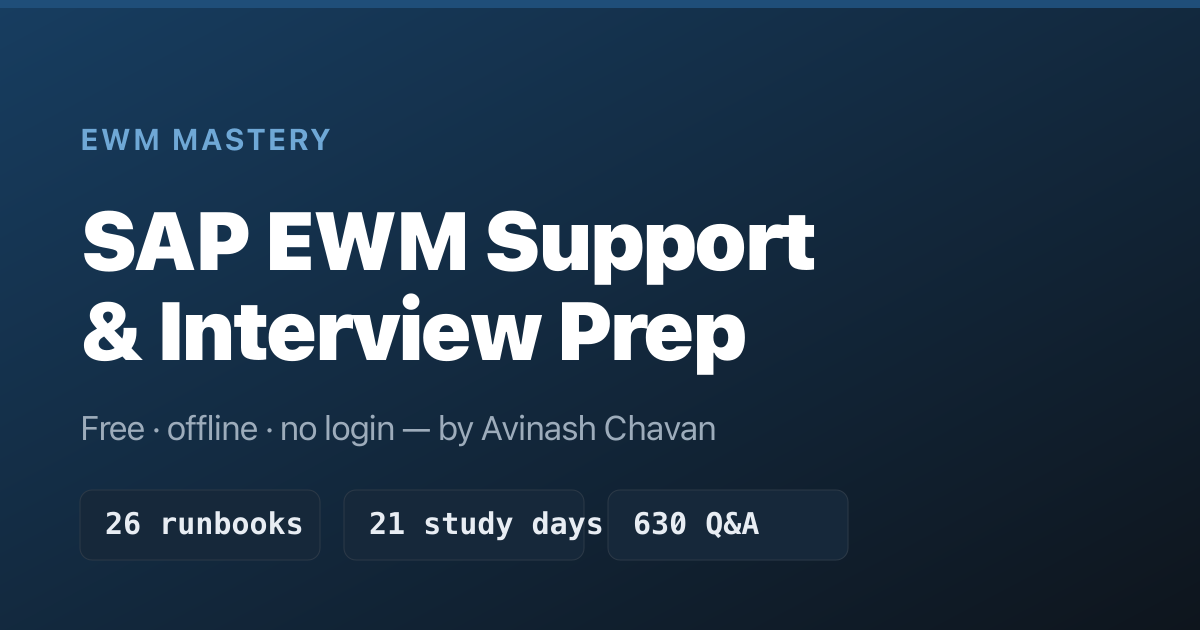 EWM MASTERY
SAP EWM Support
& Interview Prep
Free · offline · no login — by Avinash Chavan
26 runbooks
21 study days
630 Q&A